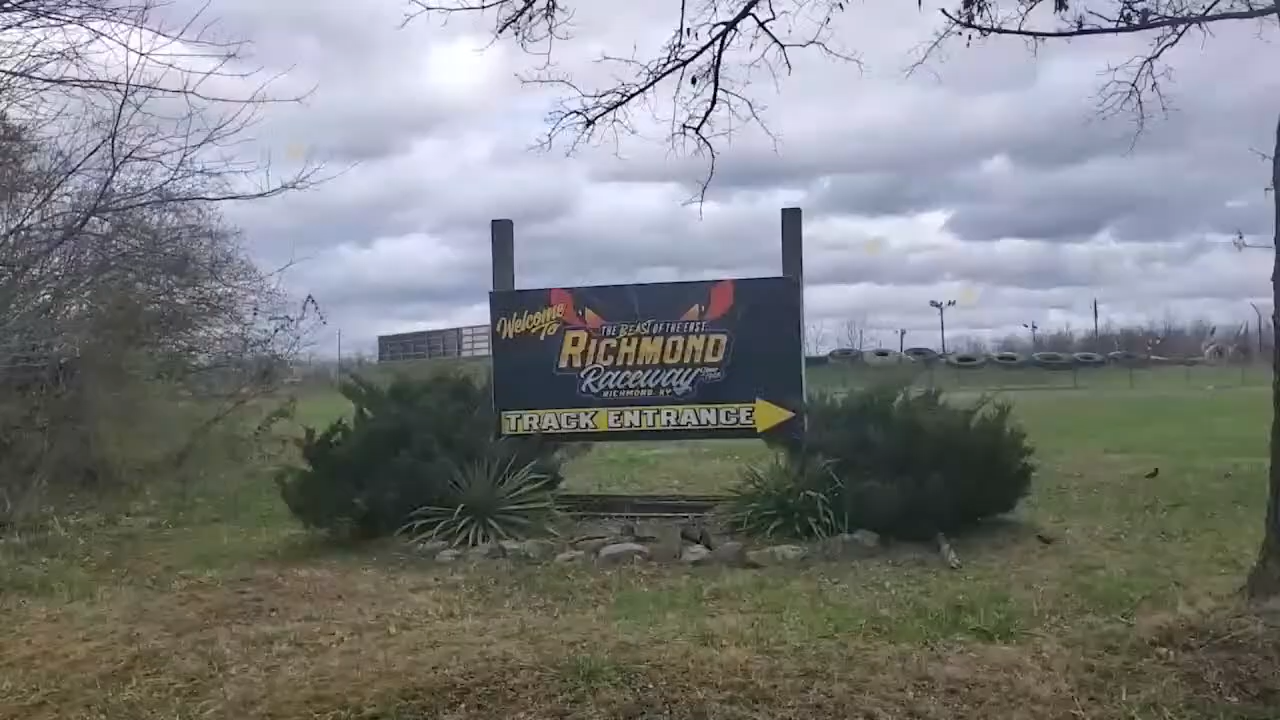 Welcome To
THE BEAST OF THE EAST
RICHMOND
Raceway
RICHMOND, KY
TRACK ENTRANCE